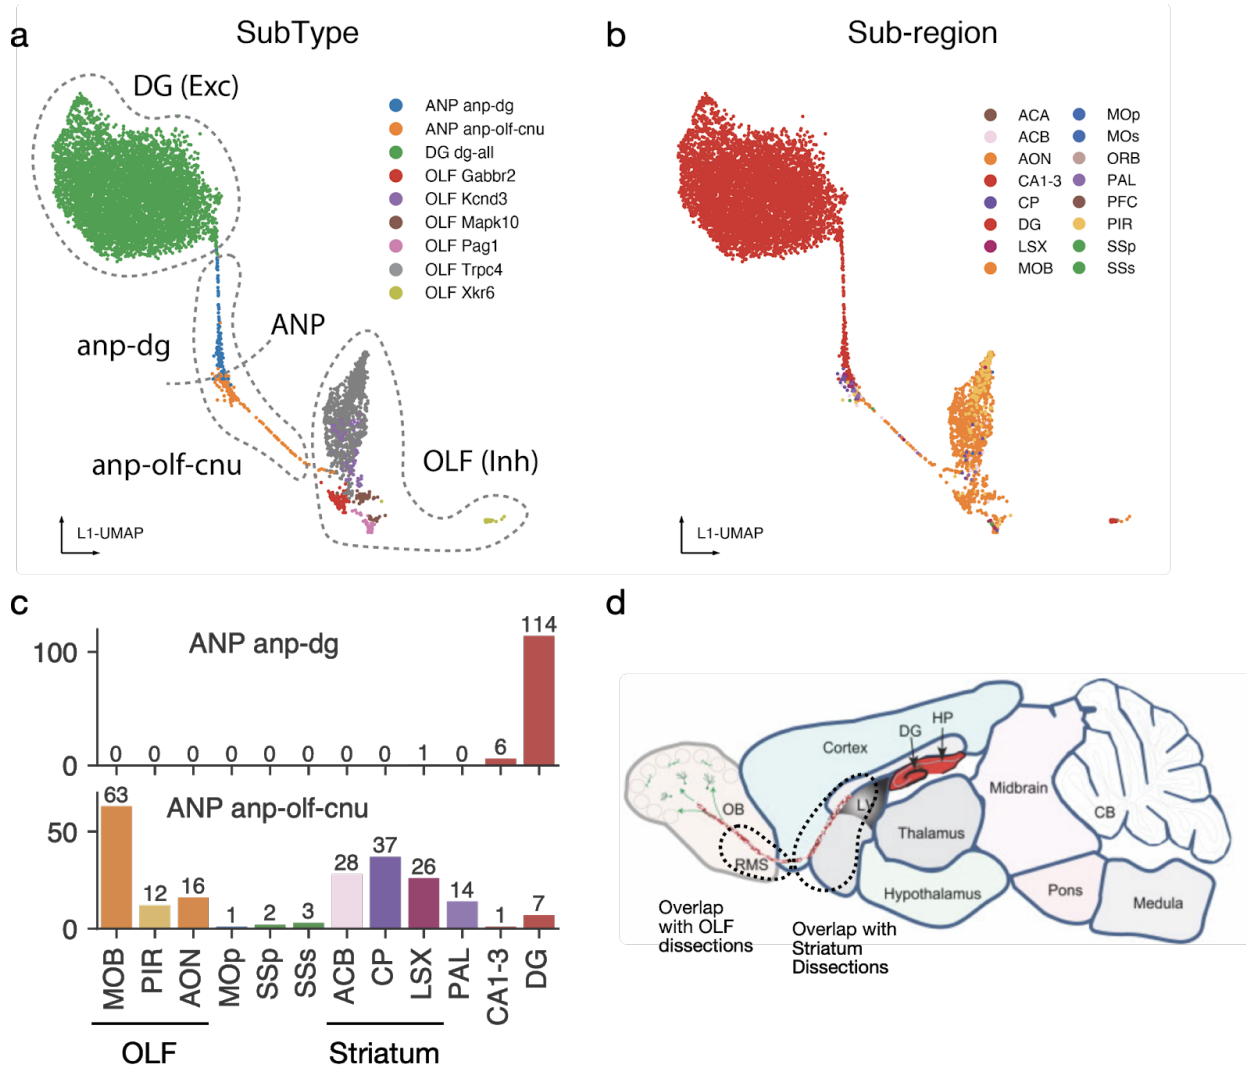 a
SubType
b
Sub-region
DG (Exc)
anp-dg
ANP
anp-olf-cnu
OLF (Inh)
L1-UMAP
ANP anp-dg
ANP anp-olf-cnu
DG dg-all
OLF Gabbr2
OLF Kcnd3
OLF Mapk10
OLF Pag1
OLF Trpc4
OLF Xkr6
ACA
ACB
AON
CA1-3
CP
DG
LSX
MOB
MOp
MOs
ORB
PAL
PFC
PIR
SSp
SSs
L1-UMAP
c
ANP anp-dg
100
0
0 0 0 0 0 0 0 0 1 0 6 114
ANP anp-olf-cnu
50
0
63 12 16 1 2 3 28 37 26 14 1 7
MOB PIR AON MOp SSp SSs ACB CP LSX PAL CA1-3 DG
OLF Striatum
d
HP
DG
Cortex
Midbrain
OB
LV
CB
Thalamus
RMS
Hypothalamus
Pons
Medula
Overlap
with OLF
dissections
Overlap with
Striatum
Dissections